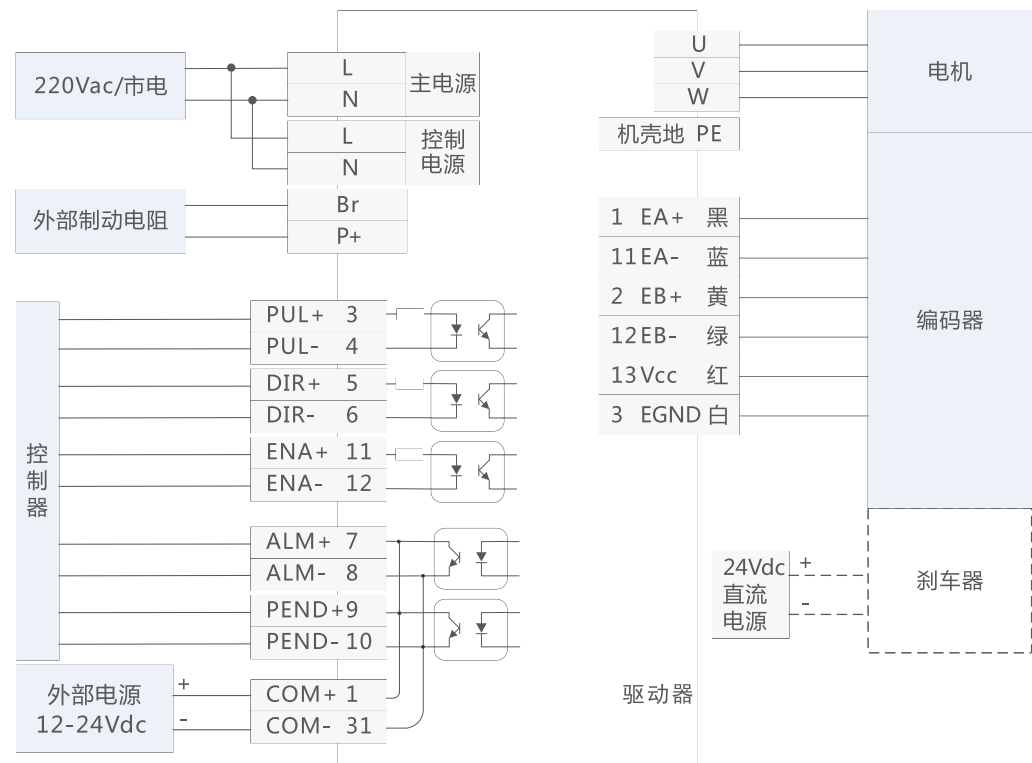 220Vac/市电
L
N
主电源
L
N
控制
电源
外部制动电阻
Br
P+
控
制
器
PUL+ 3
PUL- 4
DIR+ 5
DIR- 6
ENA+ 11
ENA- 12
ALM+ 7
ALM- 8
PEND+9
PEND- 10
外部电源
12-24Vdc
+
-
COM+ 1
COM- 31
驱动器
U
V
W
机壳地 PE
电机
1 EA+ 黑
11EA- 蓝
2 EB+ 黄
12EB- 绿
13Vcc 红
3 EGND 白
编码器
24Vdc
直流
电源
+
-
刹车器